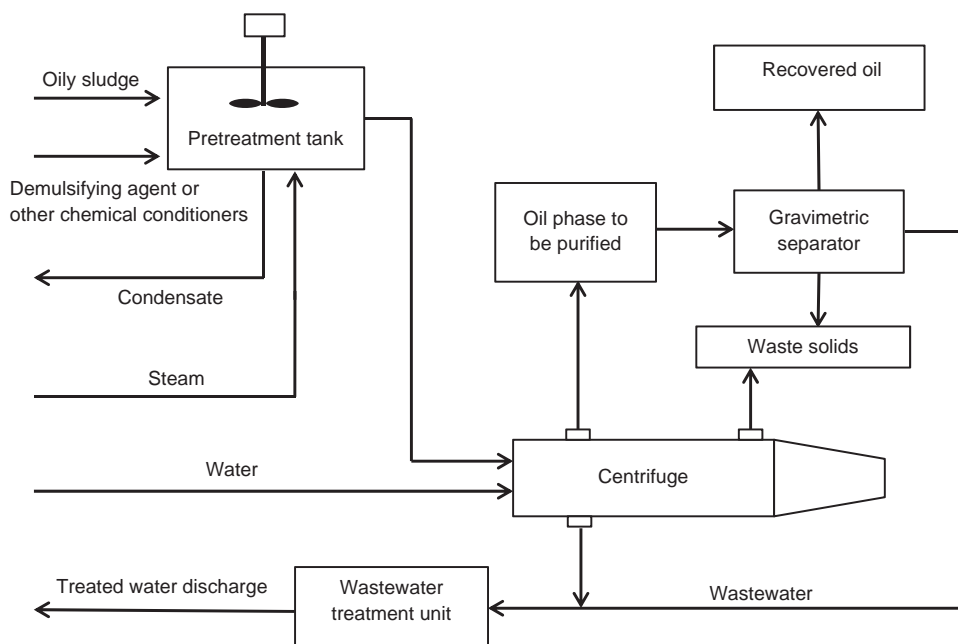 Oily sludge
Pretreatment tank
Demulsifying agent or
other chemical conditioners
Condensate
Steam
Water
Recovered oil
Oil phase to
be purified
Gravimetric
separator
Waste solids
Centrifuge
Treated water discharge
Wastewater
treatment unit
Wastewater